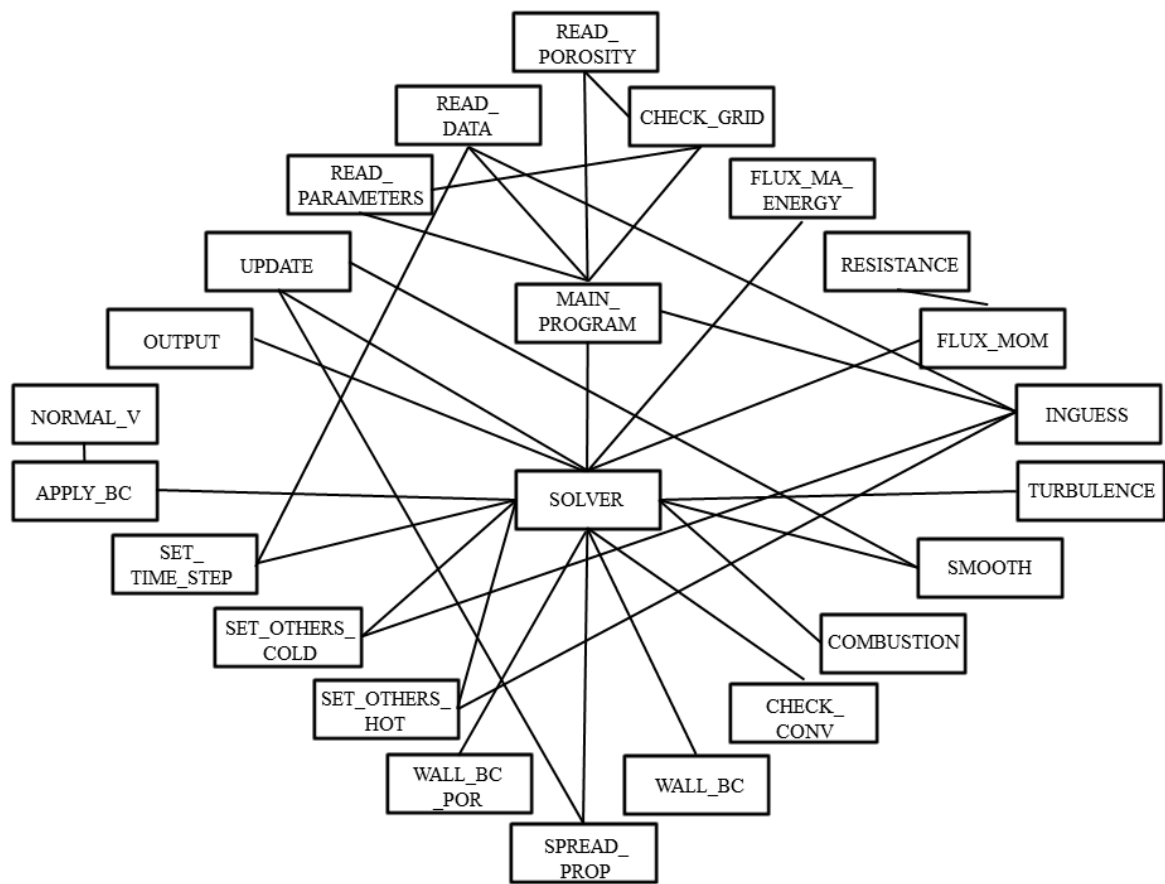 READ_
POROSITY
READ_
DATA
CHECK_GRID
READ_
PARAMETERS
FLUX_MA_
ENERGY
UPDATE
RESISTANCE
MAIN_
PROGRAM
OUTPUT
FLUX_MOM
NORMAL_V
INGUESS
APPLY_BC
SOLVER
TURBULENCE
SET_
TIME_STEP
SMOOTH
SET_OTHERS_
COLD
COMBUSTION
SET_OTHERS_
HOT
CHECK_
CONV
WALL_BC
_POR
WALL_BC
SPREAD_
PROP